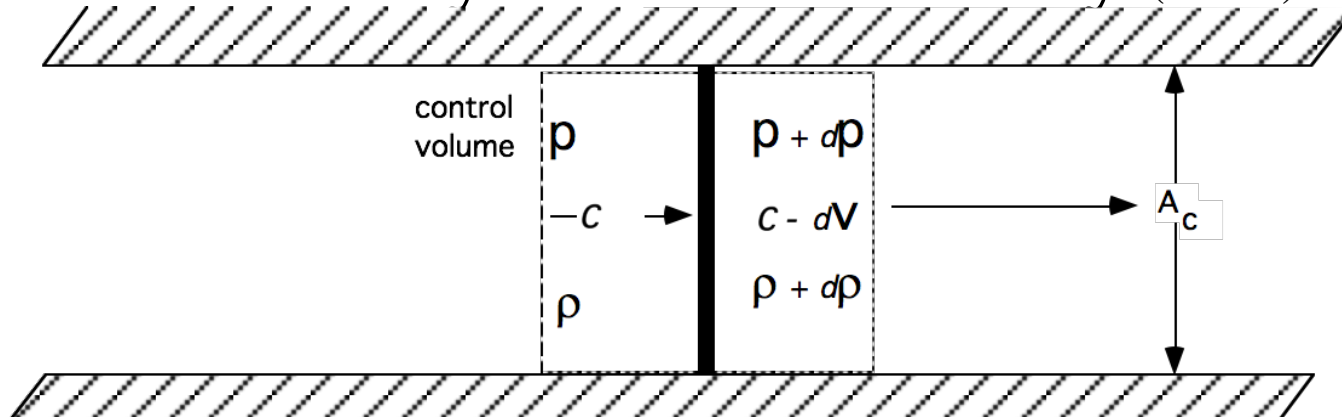 control
volume
p
—C
ρ
p + dp
C - dV
ρ + dρ
A c